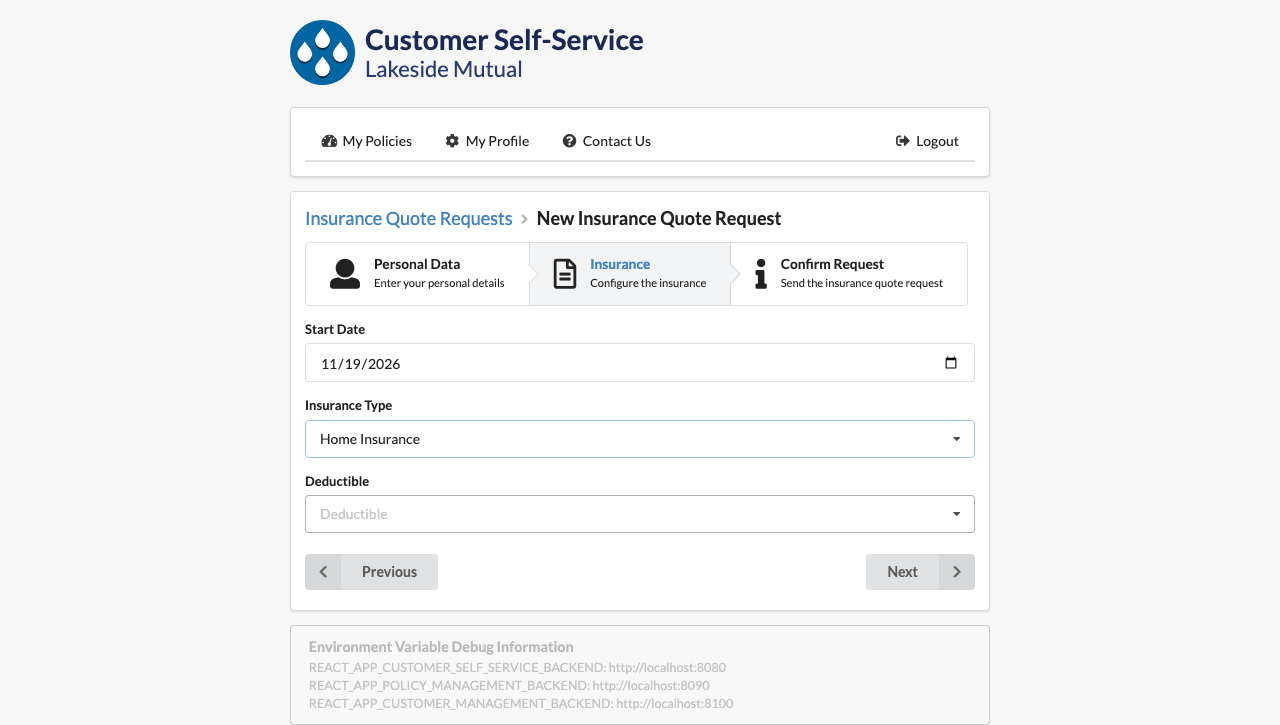 Customer Self-Service
Lakeside Mutual
My Policies
My Profile
Contact Us
Logout
Insurance Quote Requests
New Insurance Quote Request
Personal Data
Enter your personal details
Insurance
Configure the insurance
Confirm Request
Send the insurance quote request
Start Date
11/19/2026
Insurance Type
Home Insurance
Deductible
Deductible
Previous
Next
Environment Variable Debug Information
REACT_APP_CUSTOMER_SELF_SERVICE_BACKEND: http://localhost:8080
REACT_APP_POLICY_MANAGEMENT_BACKEND: http://localhost:8090
REACT_APP_CUSTOMER_MANAGEMENT_BACKEND: http://localhost:8100